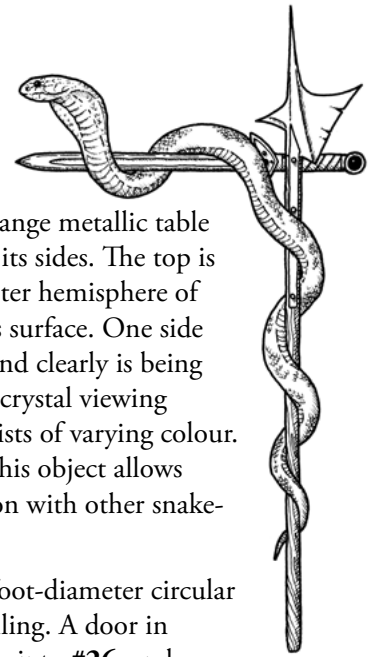 ange metallic table
its sides. The top is
ter hemisphere of
s surface. One side
nd clearly is being
crystal viewing
ists of varying colour.
his object allows
on with other snake-
foot-diameter circular
ling. A door in